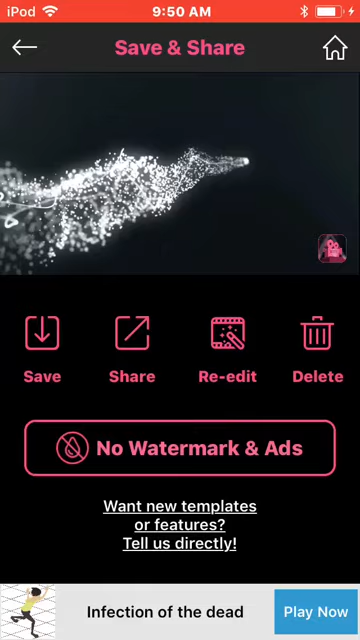 iPod 9:50 AM
Save & Share
Save Share Re-edit Delete
No Watermark & Ads
Want new templates
or features?
Tell us directly!
Infection of the dead Play Now